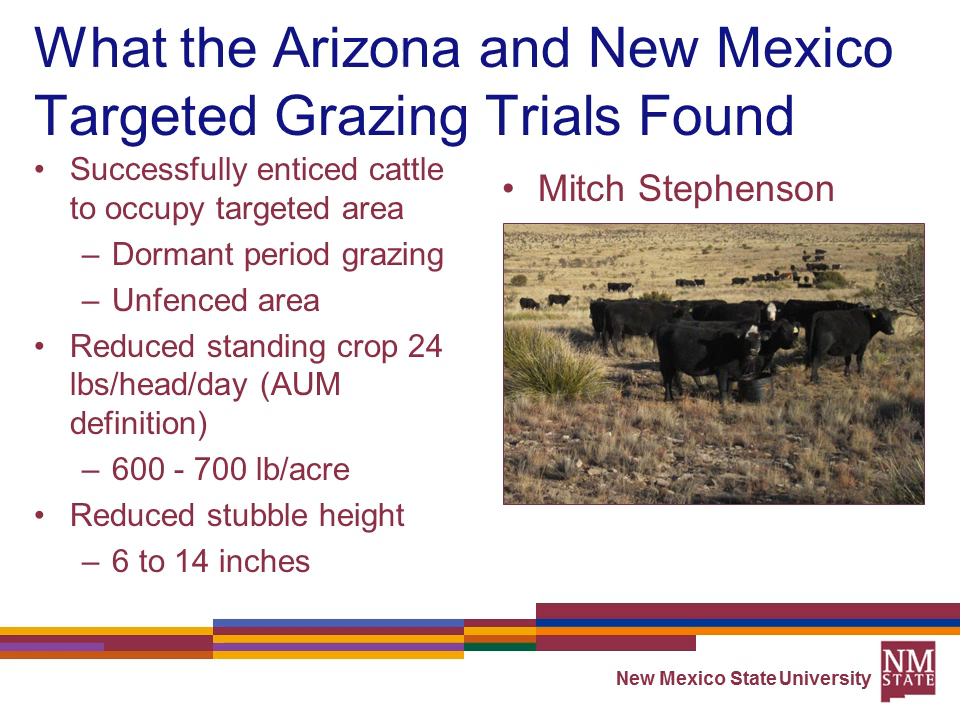 What the Arizona and New Mexico
Targeted Grazing Trials Found
• Successfully enticed cattle
to occupy targeted area
– Dormant period grazing
– Unfenced area
• Reduced standing crop 24
lbs/head/day (AUM
definition)
– 600 - 700 lb/acre
• Reduced stubble height
– 6 to 14 inches
• Mitch Stephenson
New Mexico State University
NM
STATE